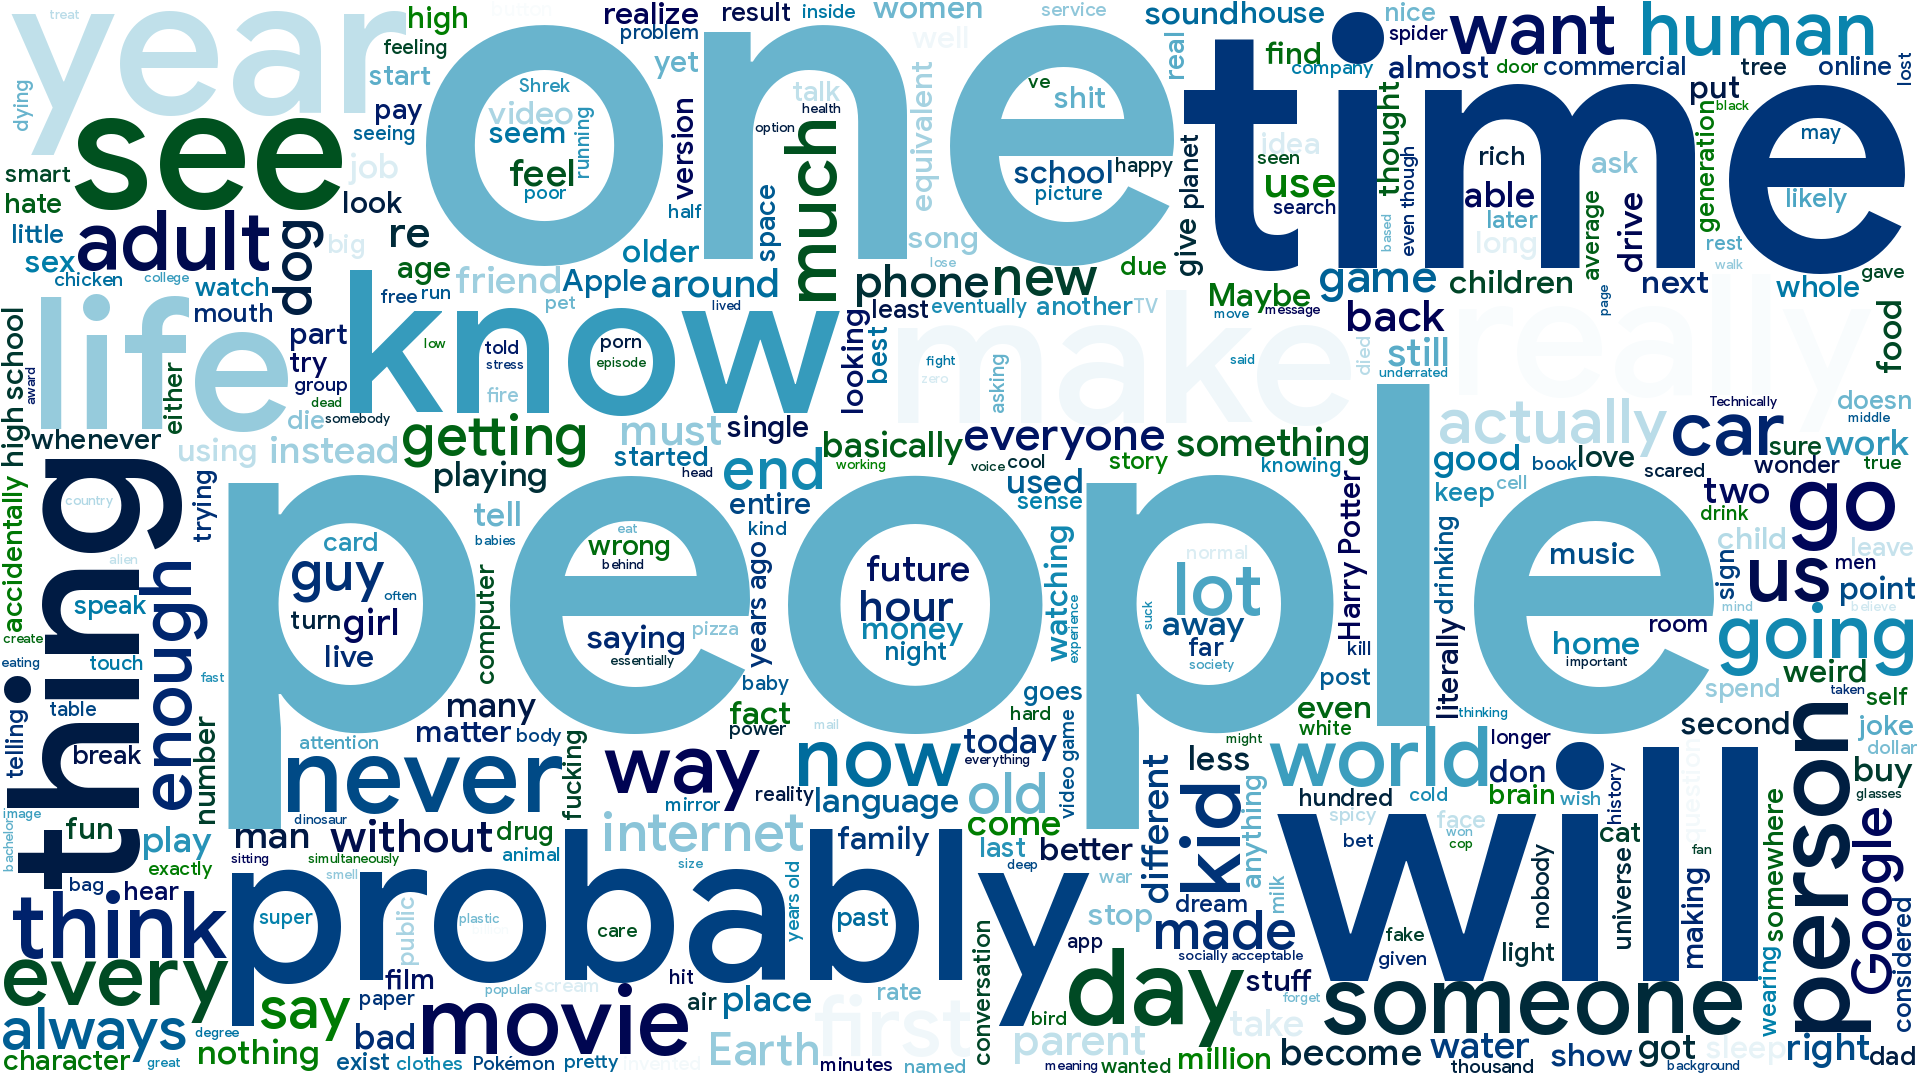 year
one
time
people
see
life
know
make
really
will
probably
thing
never
person
someone
day
movie
think
every
always
adult
dog
much
want
human
treat
high
feeling
start
pay
seeing
job
look
re
big
dying
smart
hate
little
sex
chicken
college
watch
mouth
realize
problem
result
inside
women
well
service
button
sound
house
nice
spider
real
find
company
almost
door
commercial
tree
online
lost
yet
Shrek
video
seem
feel
poor
running
version
half
talk
health
option
space
equivalent
ve
shit
school
picture
happy
idea
seen
use
search
give planet
thought
even though
based
rich
able
later
long
ask
average
drive
put
black
generation
may
likely
rest
walk
gave
whole
next
children
game
age
older
song
lose
friend
Apple
around
phone
new
due
free
run
pet
lived
least
eventually
another
TV
Maybe
move
message
back
page
food
part
try
group
dead
somebody
die
either
award
accidentally high school
whenever
using
instead
low
told
stress
fire
porn
episode
looking
best
fight
zero
asking
said
died
still
underrated
actually
car
Technically
doesn
middle
sure
work
getting
playing
must
started
single
head
end
entire
kind
basically
working
everyone
voice
cool
story
something
knowing
used
sense
good
keep
cell
book
love
scared
wonder
true
two
drink
go
country
alien
trying
enough
speak
create
eating
touch
fast
telling
table
break
number
tell
babies
computer
card
guy
often
turn
girl
live
eat
wrong
behind
saying
essentially
pizza
years ago
baby
future
hour
money
night
watching
experience
normal
lot
suck
away
far
society
Harry Potter
kill
literally
drinking
music
home
important
sign
child
leave
us
men
point
mind
believe
room
going
weird
spend
taken
self
many
matter
body
attention
fact
power
mail
goes
hard
post
even
white
thinking
second
joke
dollar
fucking
way
mirror
reality
now
language
today
everything
old
video game
different
less
might
world
longer
don
brain
wish
history
question
buy
glasses
image
bachelor
fun
play
exactly
man
sitting
dinosaur
without
simultaneously
smell
drug
animal
internet
size
family
come
last
deep
better
war
kid
anything
hundred
spicy
bet
cold
face
won
cop
cat
fan
somewhere
Google
bag
hear
super
public
plastic
care
years old
past
conversation
stop
app
dream
milk
made
socially acceptable
stuff
fake
given
light
nobody
universe
making
wearing
considered
film
paper
popular
scream
hit
air
place
rate
first
bird
forget
say
degree
nothing
bad
character
great
exist
clothes
Pokémon
pretty
invented
Earth
minutes
named
parent
meaning
wanted
million
take
become
water
thousand
show
got
background
sleep
right
dad